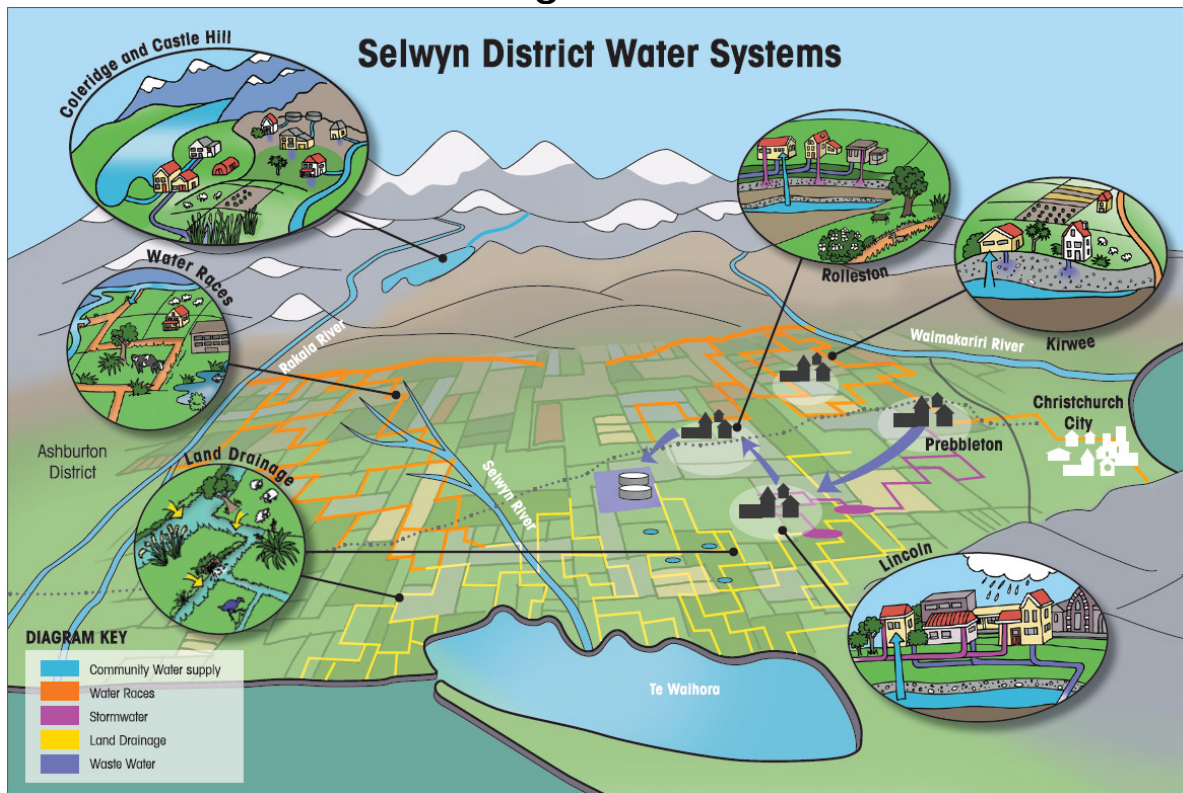 Selwyn District Water Systems
Coleridge and Castle Hill
Rolleston
Kirwee
Water Races
Rakaia River
Waimakariri River
Christchurch
City
Prebbleton
Ashburton
District
Land Drainage
Selwyn River
Lincoln
Te Waihora
DIAGRAM KEY
Community Water supply
Water Races
Stormwater
Land Drainage
Waste Water